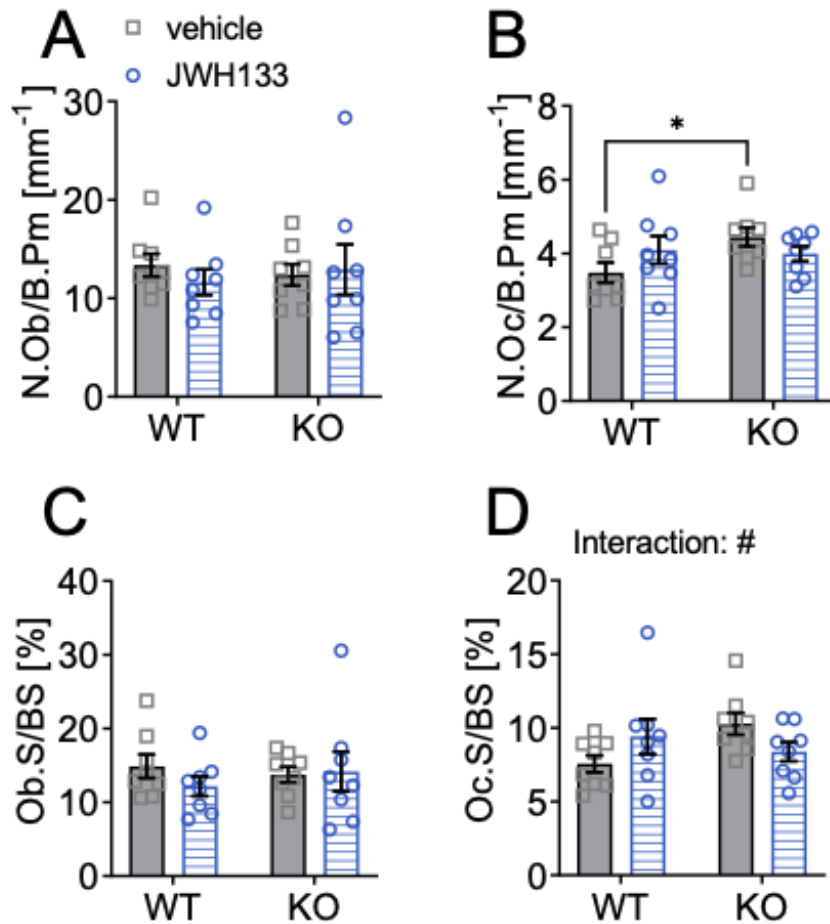 A
vehicle
JWH133
N.Ob/B.Pm [mm⁻¹]
30
20
10
0
WT KO
B
N.Oc/B.Pm [mm⁻¹]
8
6
4
2
0
*
WT KO
C
Ob.S/BS [%]
40
30
20
10
0
WT KO
D
Interaction: #
Oc.S/BS [%]
20
15
10
5
0
WT KO